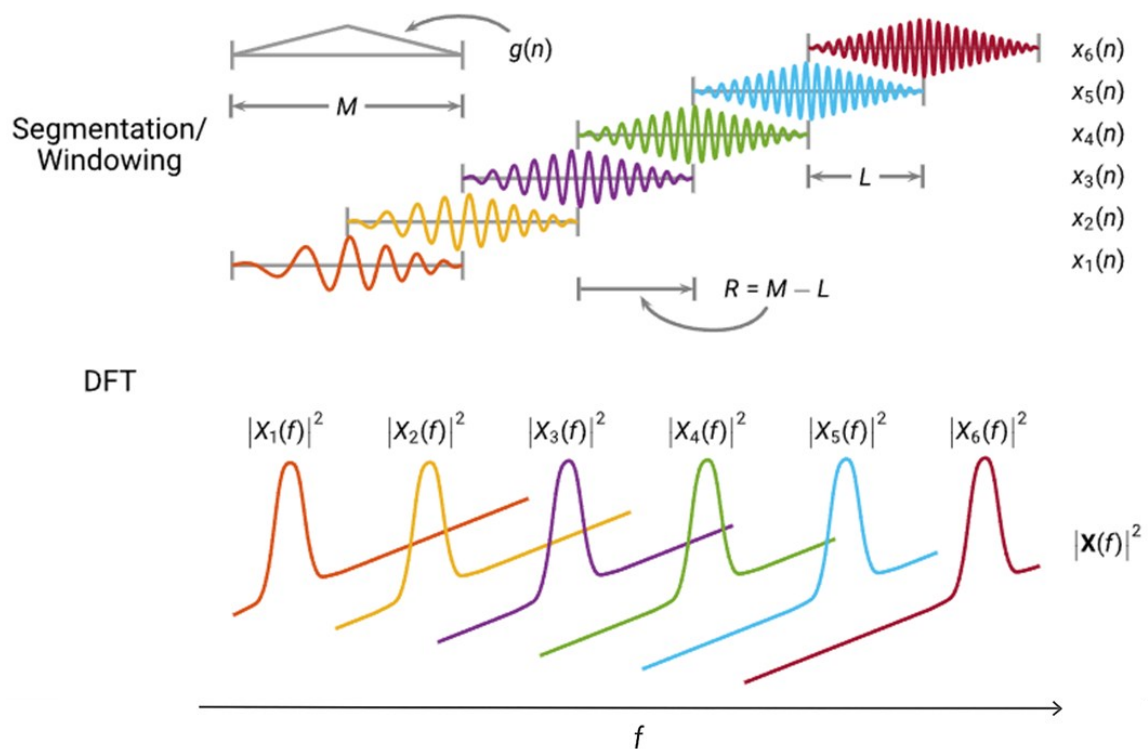 g(n)
M
Segmentation/
Windowing
x₆(n)
x₅(n)
x₄(n)
L
x₃(n)
x₂(n)
x₁(n)
R = M – L
DFT
|X₁(f)|² |X₂(f)|² |X₃(f)|² |X₄(f)|² |X₅(f)|² |X₆(f)|²
|X(f)|²
f